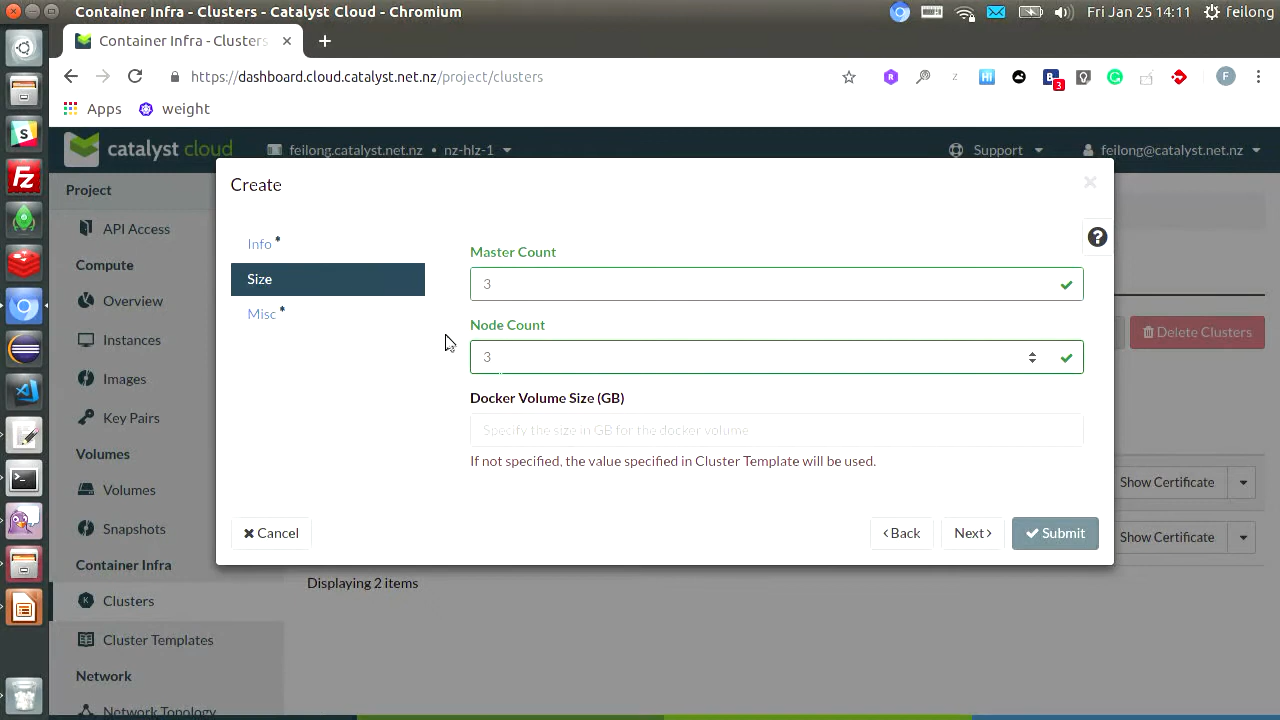 Container Infra - Clusters - Catalyst Cloud - Chromium
Fri Jan 25 14:11 feilong
Container Infra - Clusters
https://dashboard.cloud.catalyst.net.nz/project/clusters
3
F
Apps weight
catalyst cloud feilong.catalyst.net.nz • nz-hlz-1 Support feilong@catalyst.net.nz
Project
API Access
Compute
Overview
Instances
Images
Key Pairs
Volumes
Volumes
Snapshots
Container Infra
Clusters
Cluster Templates
Network
Network Topology
Create
Info *
Size
Misc *
Master Count
3
Node Count
3
Docker Volume Size (GB)
Specify the size in GB for the docker volume
If not specified, the value specified in Cluster Template will be used.
Cancel
Back
Next
Submit
Delete Clusters
Show Certificate
Show Certificate
Displaying 2 items